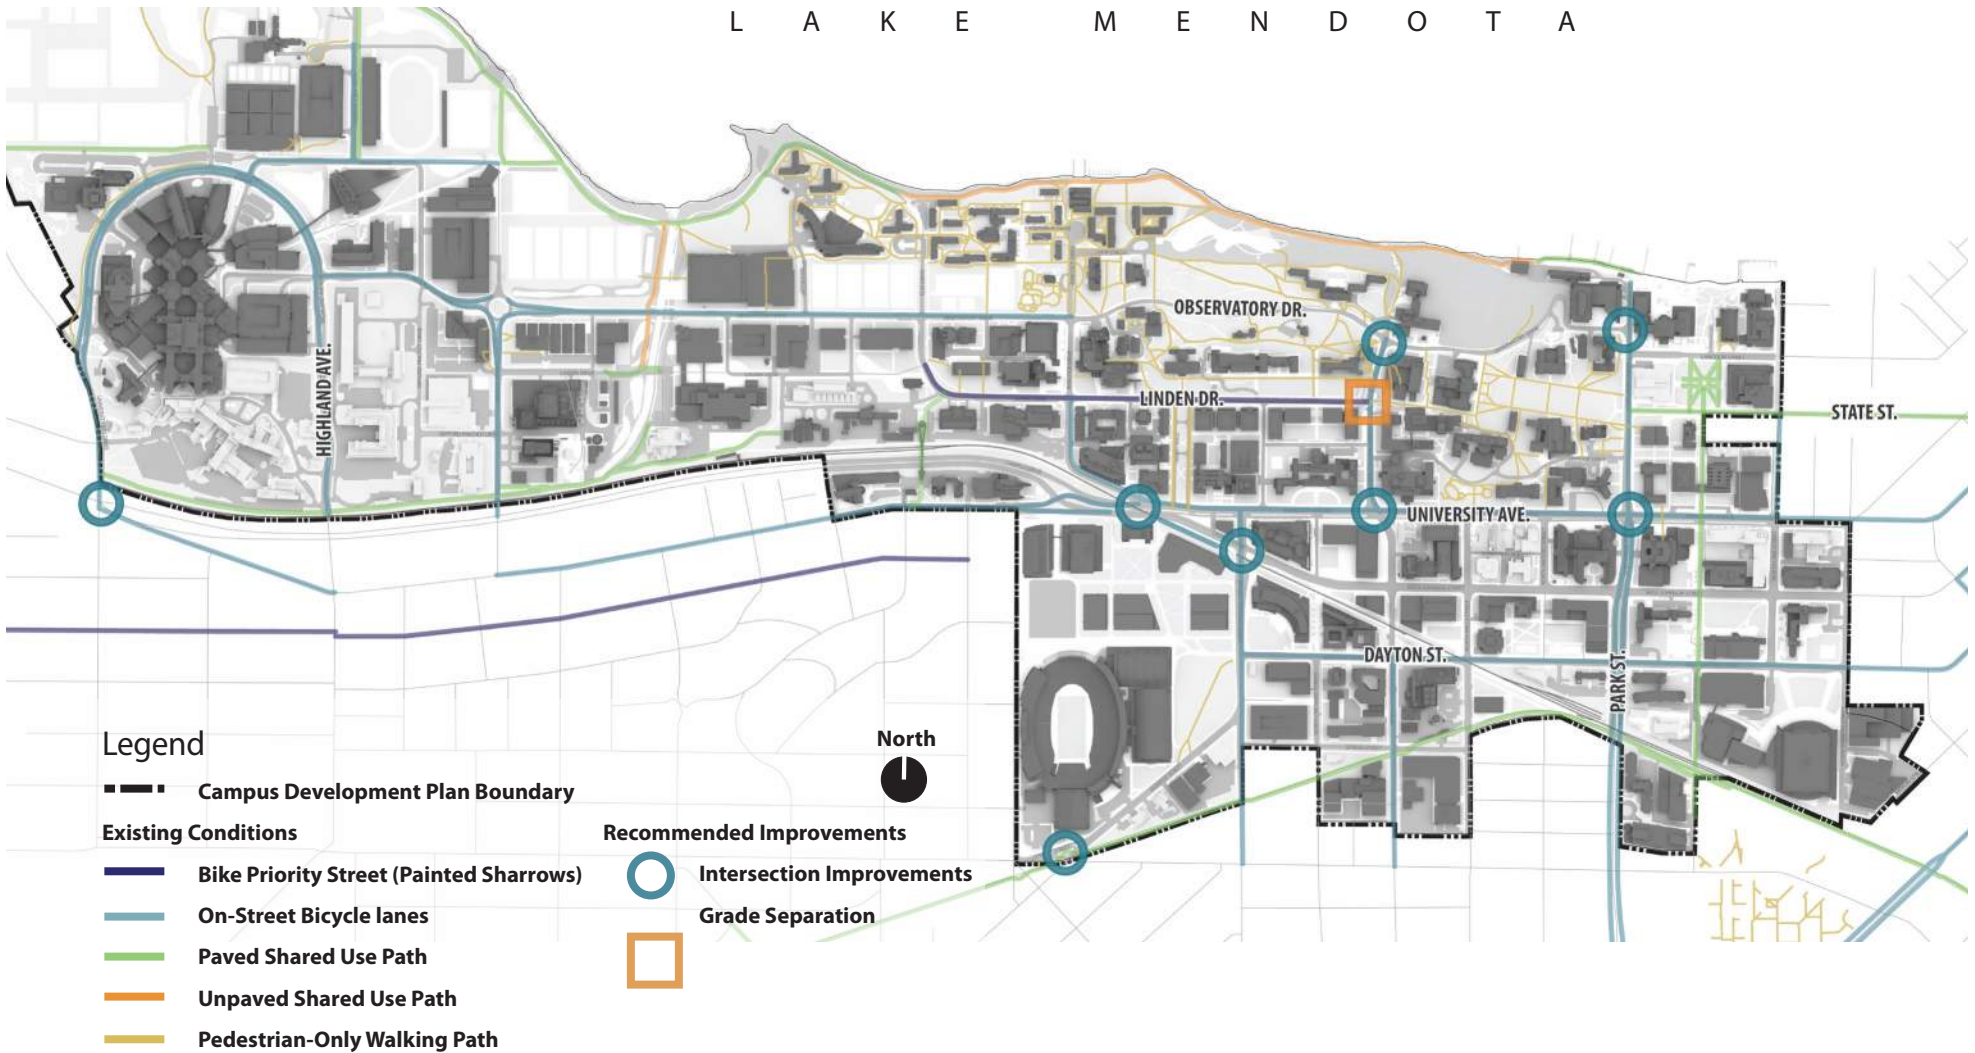 LAKE MENDOTA
OBSERVATORY DR.
HIGHLAND AVE.
LINDEN DR.
STATE ST.
UNIVERSITY AVE.
DAYTON ST.
PARK ST.
North
Legend
Campus Development Plan Boundary
Existing Conditions
Bike Priority Street (Painted Sharrows)
On-Street Bicycle lanes
Paved Shared Use Path
Unpaved Shared Use Path
Pedestrian-Only Walking Path
Recommended Improvements
Intersection Improvements
Grade Separation